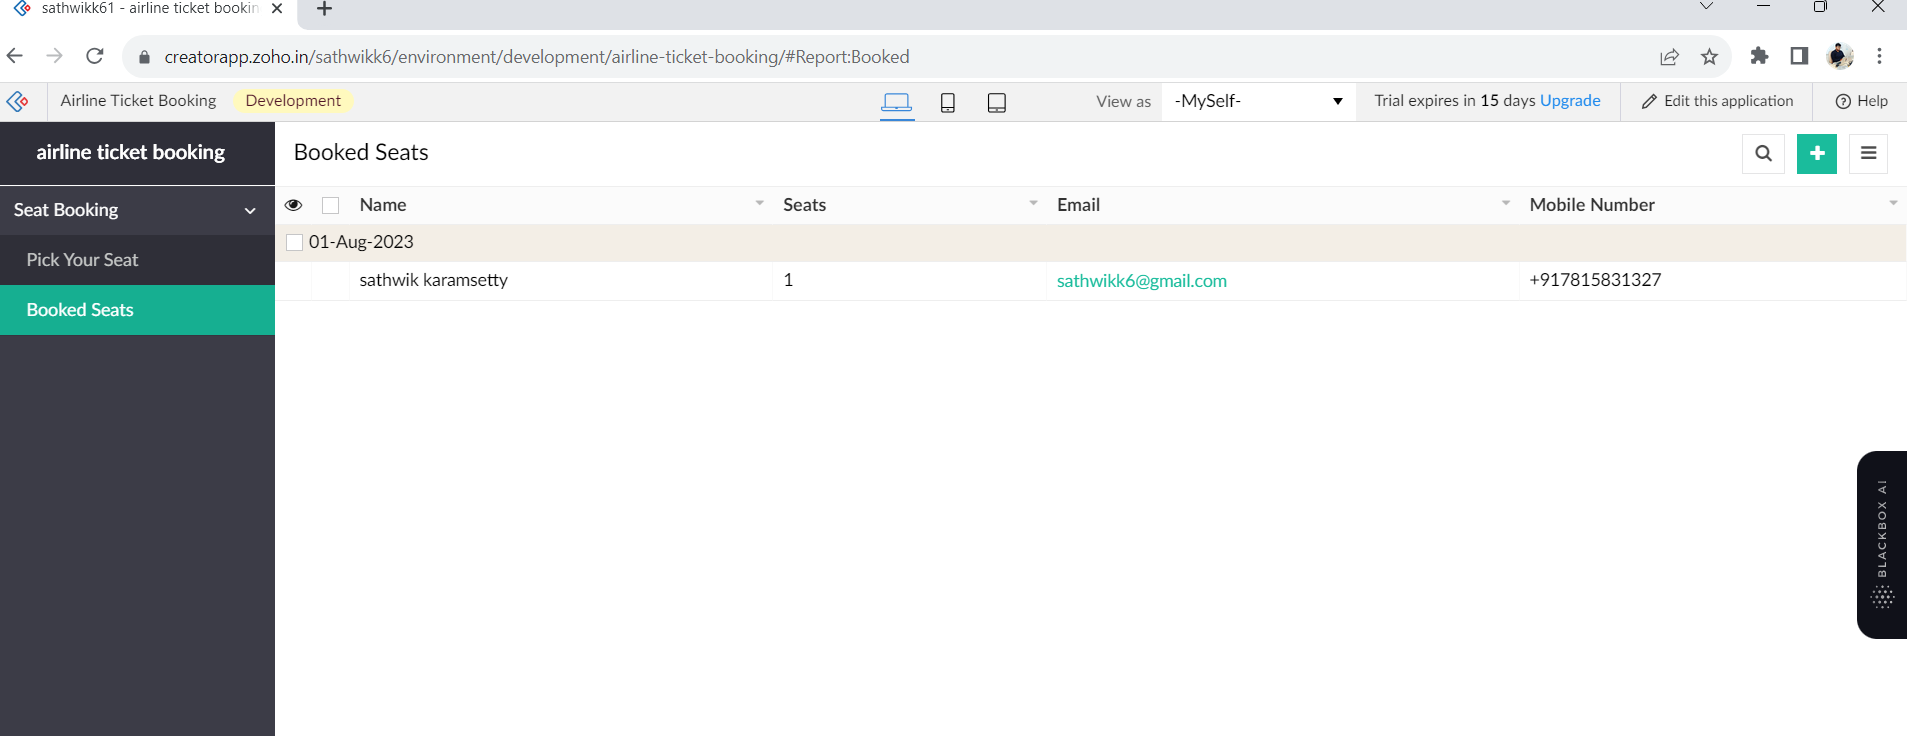 sathwikk61 - airline ticket bookin
creatorapp.zoho.in/sathwikk6/environment/development/airline-ticket-booking/#Report:Booked
Airline Ticket Booking Development View as -MySelf- Trial expires in 15 days Upgrade Edit this application Help
airline ticket booking
Seat Booking
Pick Your Seat
Booked Seats
Booked Seats
Name Seats Email Mobile Number
01-Aug-2023
sathwik karamsetty 1 sathwikk6@gmail.com +917815831327
BLACKBOX AI